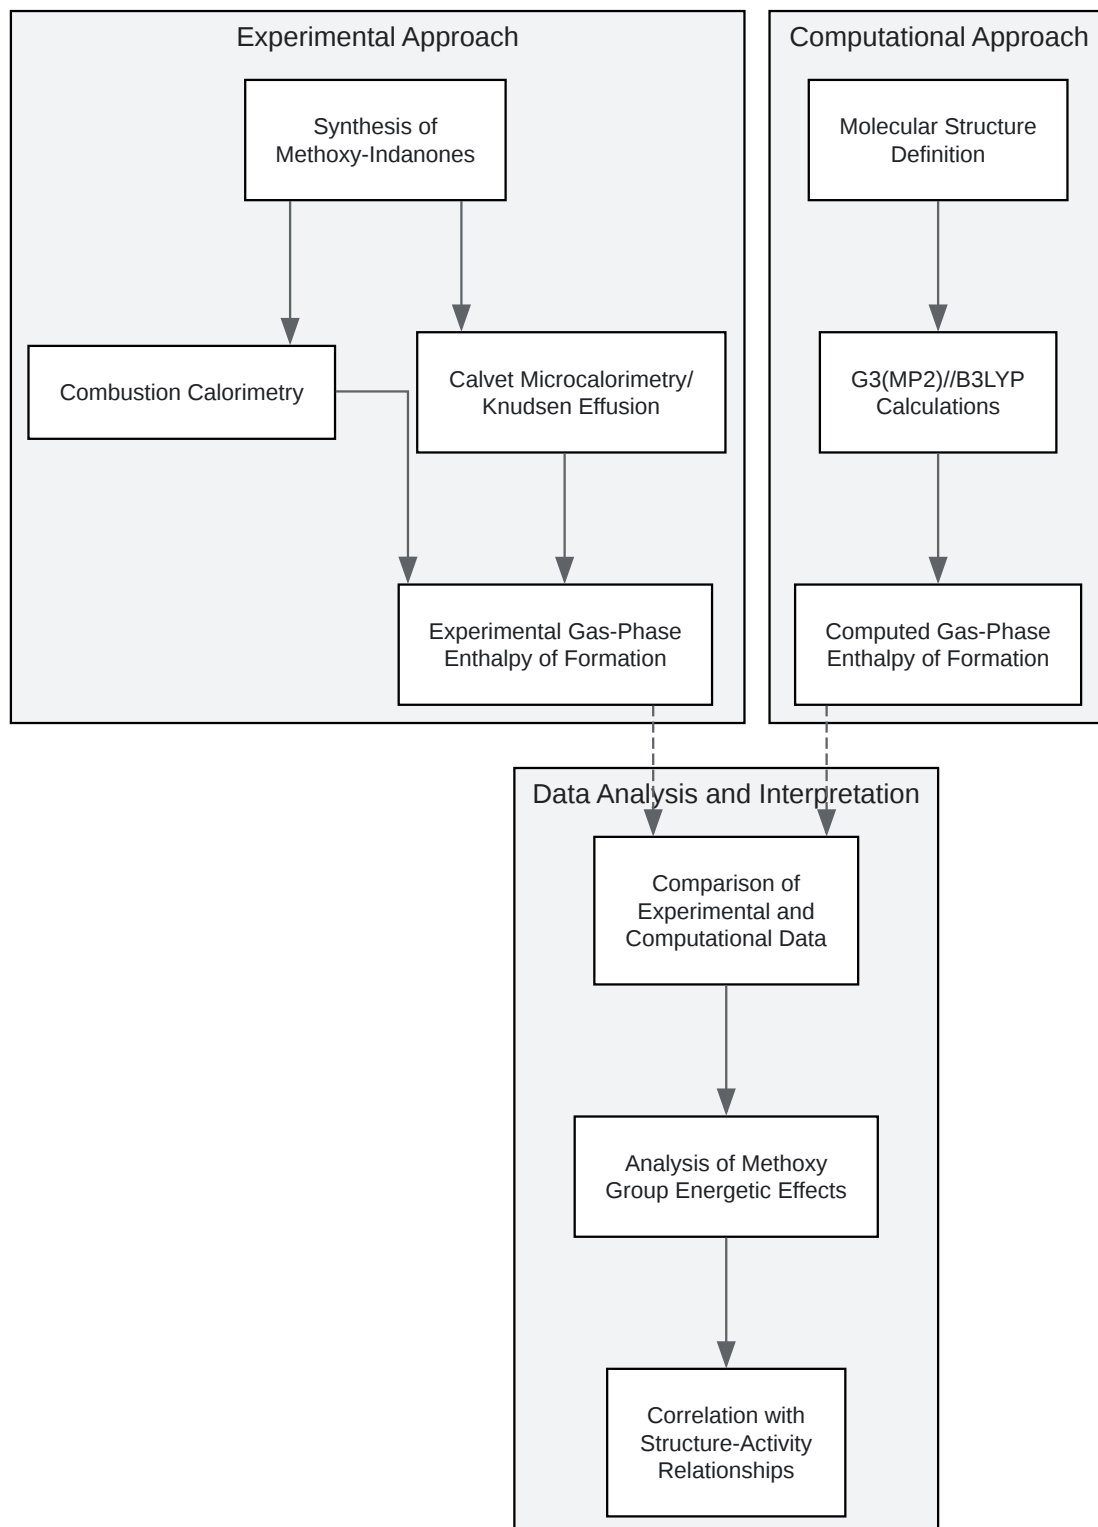 Experimental Approach
Synthesis of
Methoxy-Indanones
Combustion Calorimetry
Calvet Microcalorimetry/
Knudsen Effusion
Experimental Gas-Phase
Enthalpy of Formation
Computational Approach
Molecular Structure
Definition
G3(MP2)//B3LYP
Calculations
Computed Gas-Phase
Enthalpy of Formation
Data Analysis and Interpretation
Comparison of
Experimental and
Computational Data
Analysis of Methoxy
Group Energetic Effects
Correlation with
Structure-Activity
Relationships